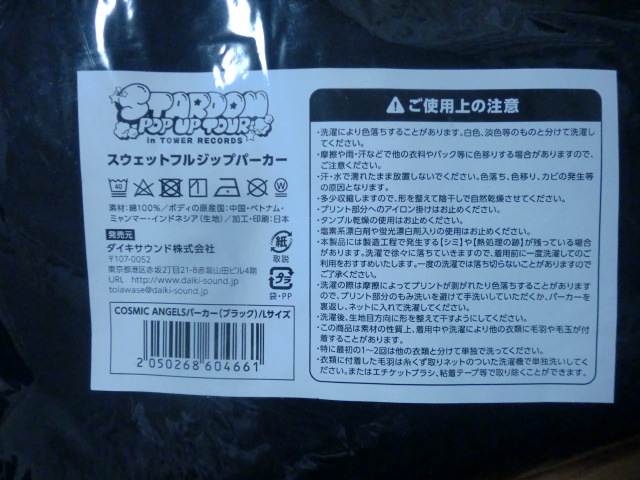 STARDOM
POP UP TOUR
in TOWER RECORDS
スウェットフルジップパーカー
40
W
素材：綿100%／ボディの原産国：中国・ベトナム・
ミャンマー・インドネシア（生地）／加工・印刷：日本
発売元
ダイキサウンド株式会社
〒107-0052
東京都港区赤坂2丁目21-8赤坂山田ビル4階
URL http://www.daiki-sound.jp
toiawase@daiki-sound.jp
紙
取説
プラ
袋・PP
COSMIC ANGELSパーカー（ブラック）/Lサイズ
2050268604661
ご使用上の注意
・洗濯により色落ちすることがあります。白色、淡色等のものと分けて洗濯し
てください。
・摩擦や雨・汗などで他の衣料やバック等に色移りする場合がありますので、
ご注意ください。
・汗・水で濡れたまま放置しないでください。色落ち、色移り、カビの発生等
の原因となります。
・多少収縮しますので、形を整えて陰干しで自然乾燥させてください。
・プリント部分へのアイロン掛けはお止めください。
・タンブル乾燥の使用はお止めください。
・塩素系漂白剤や蛍光漂白剤入りの使用はお止めください。
・本製品には製造工程で発生する【シミ】や【熱処理の跡】が残っている場合
があります。洗濯で徐々に落ちていきますので、着用前に一度洗濯してのご
利用をおすすめいたします。一度の洗濯では落ち切らないことがありますので
ご了承ください。
・洗濯の際は摩擦によってプリントが剥がれたり色落ちすることがありますの
で、プリント部分のもみ洗いを避けて手洗いしていただくか、パーカーを
裏返し、ネットに入れて洗濯してください。
・洗濯後、生地目方向に形を整えて干すようにしてください。
・この商品は素材の性質上、着用中や洗濯により他の衣類に毛羽や毛玉が付
着することがあります。
・特に最初の1〜2回は他の衣類と分けて単独で洗ってください。
・衣類に付着した毛羽は糸くず取りネットのついた洗濯機で単独洗いしてくだ
さい。またはエチケットブラシ、粘着テープ等で取り除くことができます。